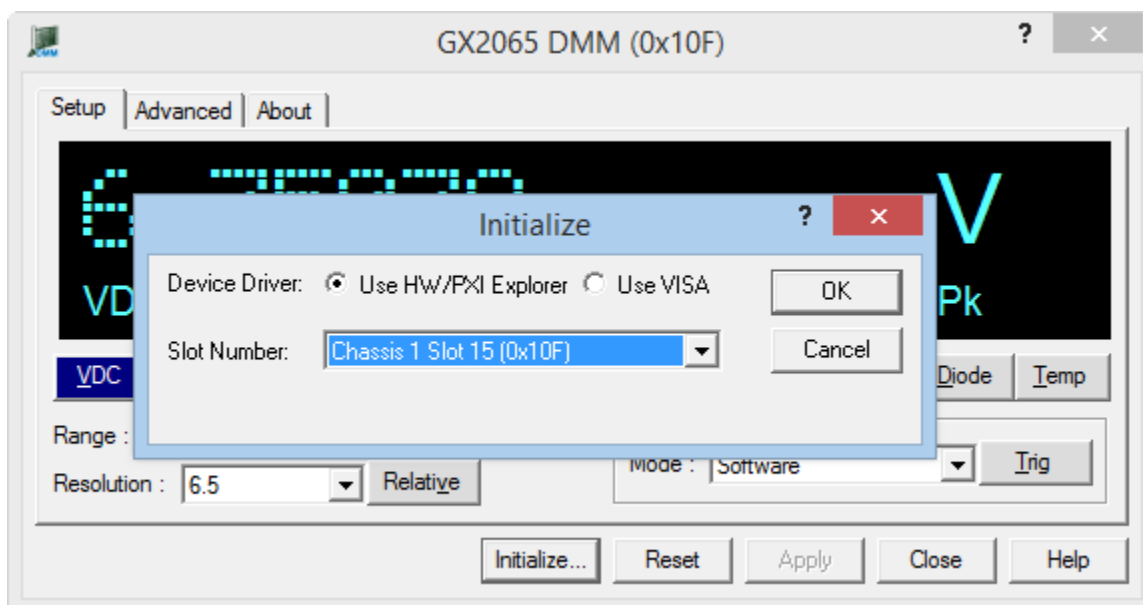 GX2065 DMM (0x10F)
? ×
DMM
Setup Advanced About
V
Initialize
? ×
Device Driver: Use HW/PXI Explorer Use VISA
OK
Slot Number: Chassis 1 Slot 15 (0x10F)
Cancel
VD Pk
VDC Diode Temp
Range :
Mode : Software Trig
Resolution : 6.5 Relative
Initialize... Reset Apply Close Help